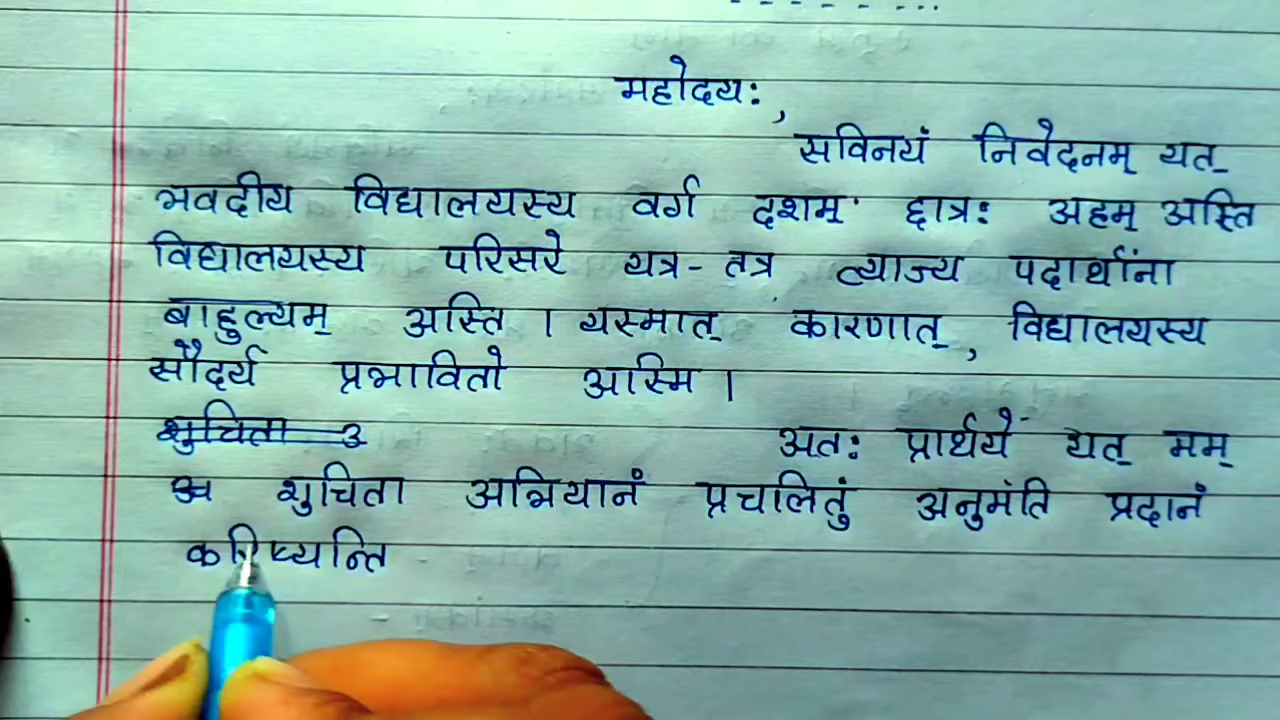 महोदय:,
सविनयं निवेदनम् यत्
भवदीय विद्यालयस्य वर्ग दशम् छात्र: अहम् अस्ति
विद्यालयस्य परिसरे यत्र-तत्र त्याज्य पदार्थांना
बाहुल्यम् अस्ति । यस्मात् कारणात्, विद्यालयस्य
सौदर्य प्रभावितो अस्मि ।
शुचिता अत: प्रार्थये यत् मम्
शुचिता अभियानं प्रचलितुं अनुमंति प्रदानं
करिष्यन्ति